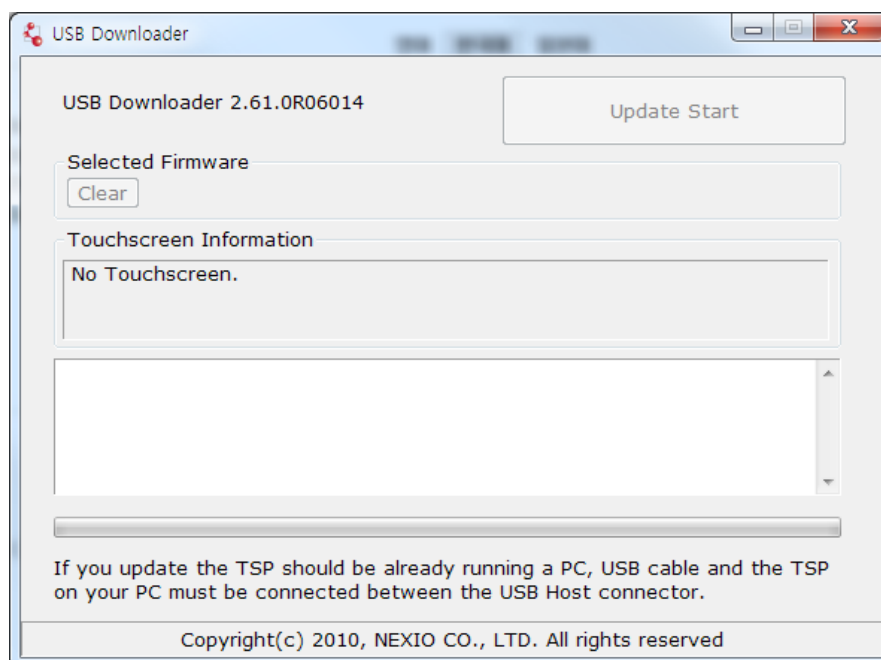 USB Downloader
USB Downloader 2.61.0R06014
Update Start
Selected Firmware
Clear
Touchscreen Information
No Touchscreen.
If you update the TSP should be already running a PC, USB cable and the TSP
on your PC must be connected between the USB Host connector.
Copyright(c) 2010, NEXIO CO., LTD. All rights reserved